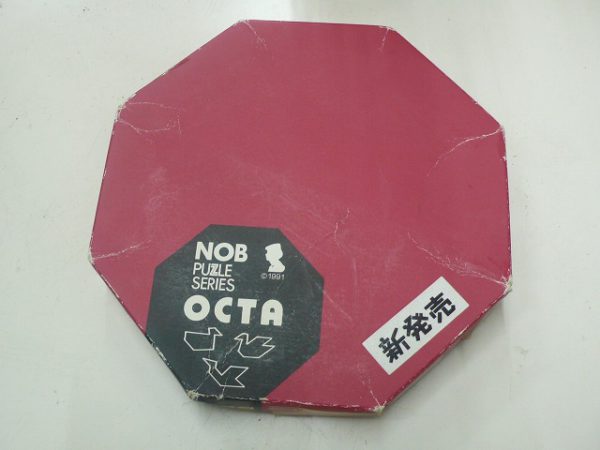 NOB
PUZZLE
SERIES
©1991
OCTA
新発売